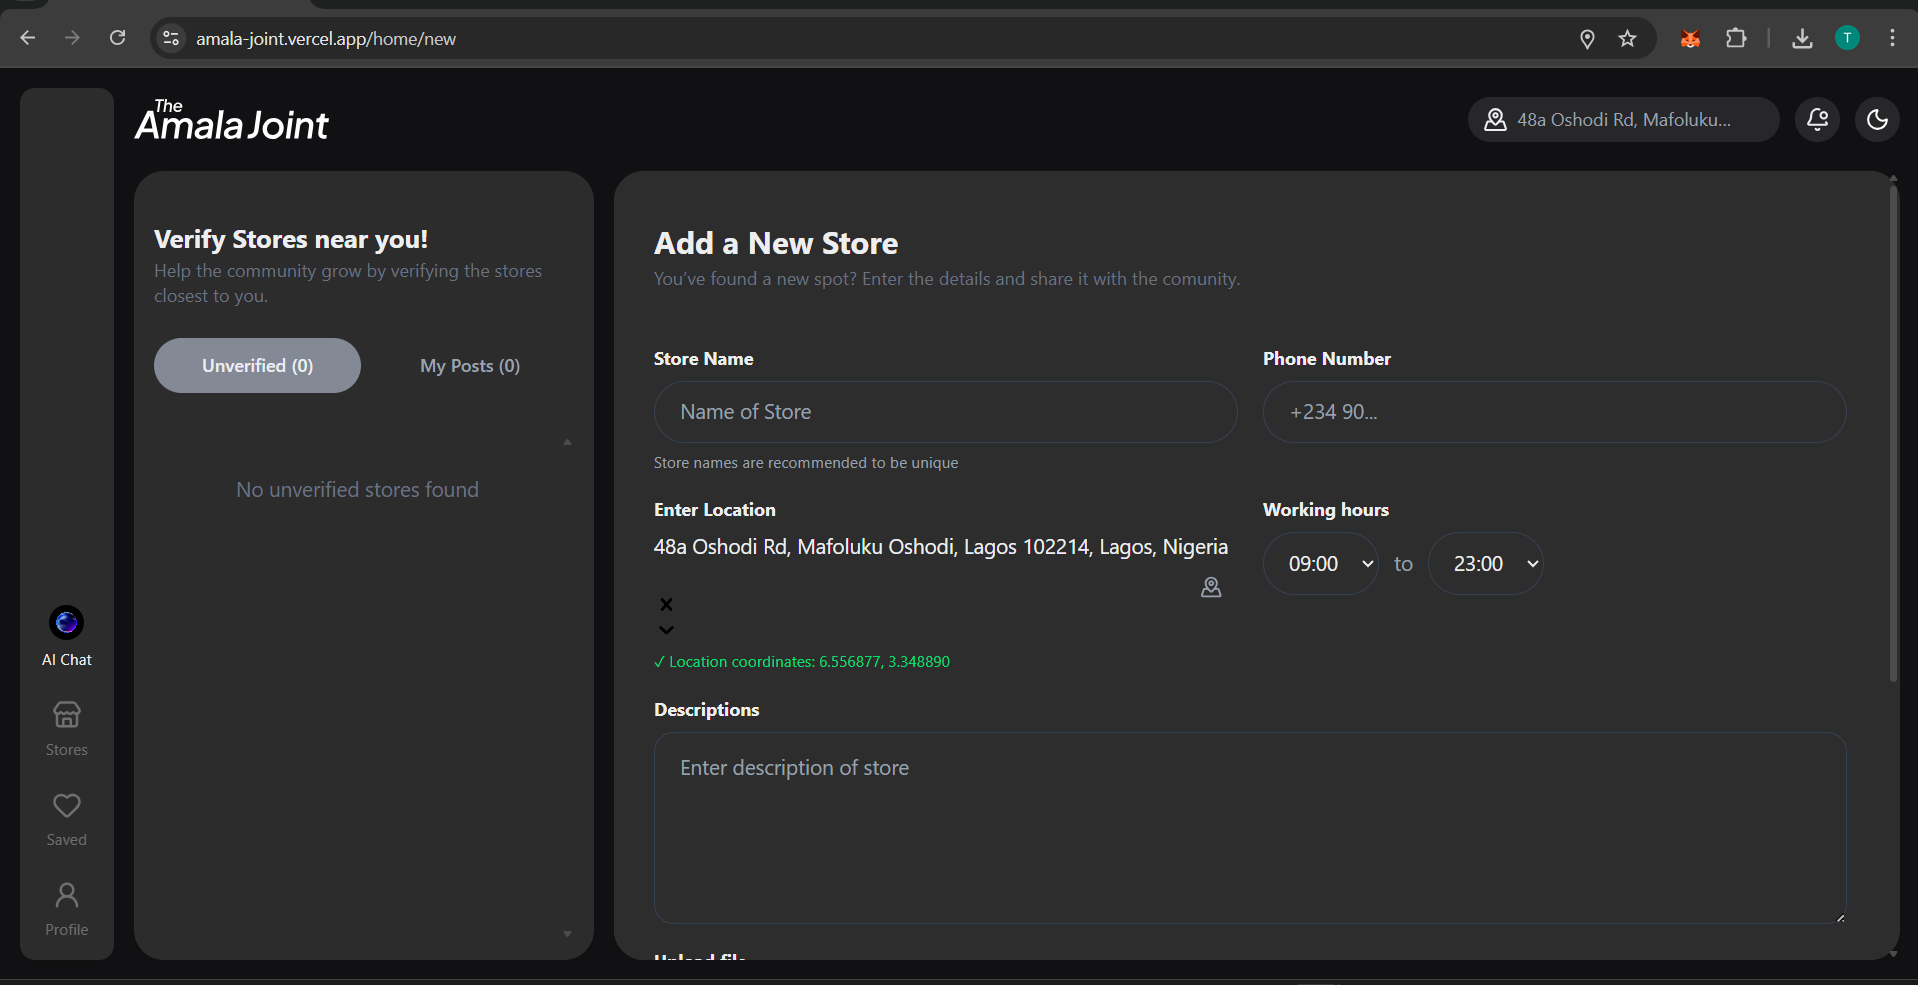 amala-joint.vercel.app/home/new
T
The
Amala Joint
48a Oshodi Rd, Mafoluku...
Verify Stores near you!
Help the community grow by verifying the stores
closest to you.
Unverified (0)
My Posts (0)
No unverified stores found
AI Chat
Stores
Saved
Profile
Add a New Store
You've found a new spot? Enter the details and share it with the comunity.
Store Name
Name of Store
Store names are recommended to be unique
Phone Number
+234 90...
Enter Location
48a Oshodi Rd, Mafoluku Oshodi, Lagos 102214, Lagos, Nigeria
✓ Location coordinates: 6.556877, 3.348890
Working hours
09:00 to 23:00
Descriptions
Enter description of store
Upload file